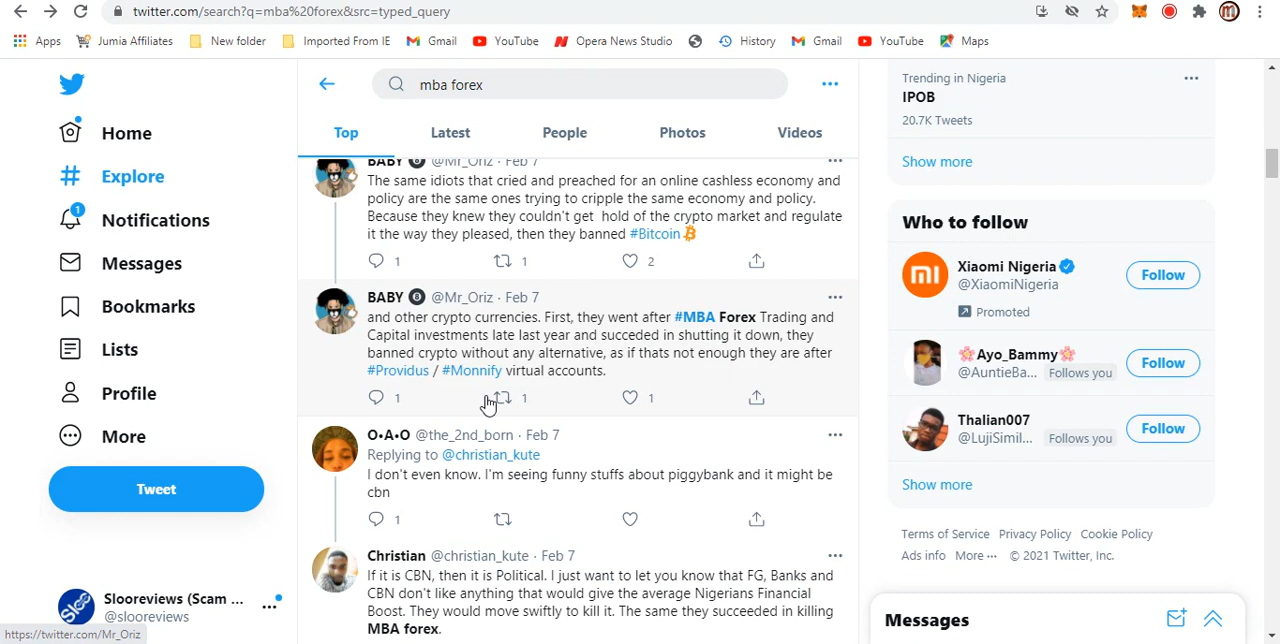 twitter.com/search?q=mba%20forex&src=typed_query
Apps Jumia Affiliates New folder Imported From IE Gmail YouTube Opera News Studio History Gmail YouTube Maps
Home
Explore
1
Notifications
Messages
Bookmarks
Lists
Profile
More
Tweet
Slooreviews (Scam ...
@slooreviews
https://twitter.com/Mr_Oriz
mba forex
Top Latest People Photos Videos
BABY @Mr_Oriz · Feb 7
The same idiots that cried and preached for an online cashless economy and
policy are the same ones trying to cripple the same economy and policy.
Because they knew they couldn't get hold of the crypto market and regulate
it the way they pleased, then they banned #Bitcoin
1 1 2
BABY @Mr_Oriz · Feb 7
and other crypto currencies. First, they went after #MBA Forex Trading and
Capital investments late last year and succeded in shutting it down, they
banned crypto without any alternative, as if thats not enough they are after
#Providus / #Monnify virtual accounts.
1 1 1
O•A•O @the_2nd_born · Feb 7
Replying to @christian_kute
I don't even know. I'm seeing funny stuffs about piggybank and it might be
cbn
1
Christian @christian_kute · Feb 7
If it is CBN, then it is Political. I just want to let you know that FG, Banks and
CBN don't like anything that would give the average Nigerians Financial
Boost. They would move swiftly to kill it. The same they succeeded in killing
MBA forex.
Trending in Nigeria
IPOB
20.7K Tweets
Show more
Who to follow
Xiaomi Nigeria
@XiaomiNigeria
Follow
Promoted
Ayo_Bammy
@AuntieBa... Follows you
Follow
Thalian007
@LujiSimil... Follows you
Follow
Show more
Terms of Service Privacy Policy Cookie Policy
Ads info More ··· © 2021 Twitter, Inc.
Messages